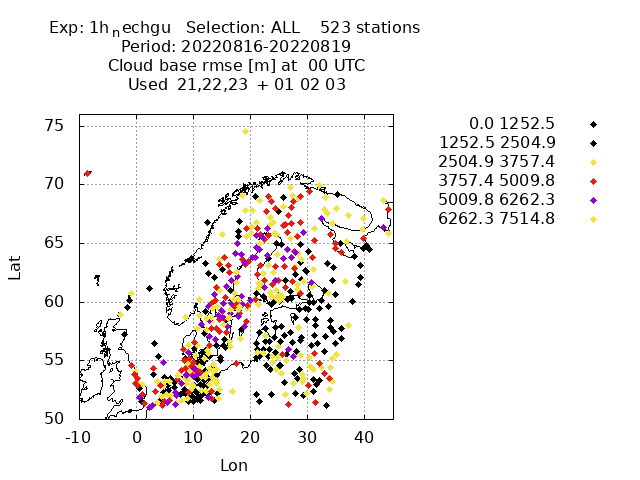 Exp: 1hnechgu Selection: ALL 523 stations
Period: 20220816-20220819
Cloud base rmse [m] at 00 UTC
Used 21,22,23 + 01 02 03
0.0 1252.5
1252.5 2504.9
2504.9 3757.4
3757.4 5009.8
5009.8 6262.3
6262.3 7514.8
75
70
65
60
55
50
Lat
-10 0 10 20 30 40
Lon